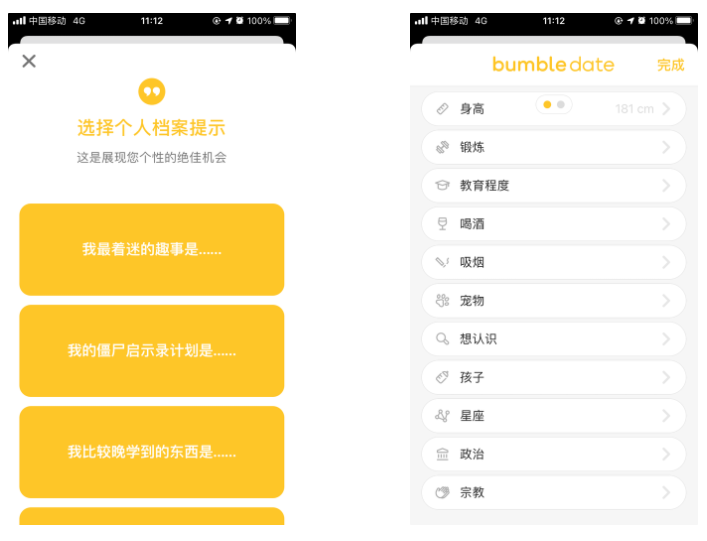 中国移动 4G 11:12 100%
选择个人档案提示
这是展现您个性的绝佳机会
我最着迷的趣事是......
我的僵尸启示录计划是......
我比较晚学到的东西是......
中国移动 4G 11:12 100%
bumble date 完成
身高 181 cm
锻炼
教育程度
喝酒
吸烟
宠物
想认识
孩子
星座
政治
宗教